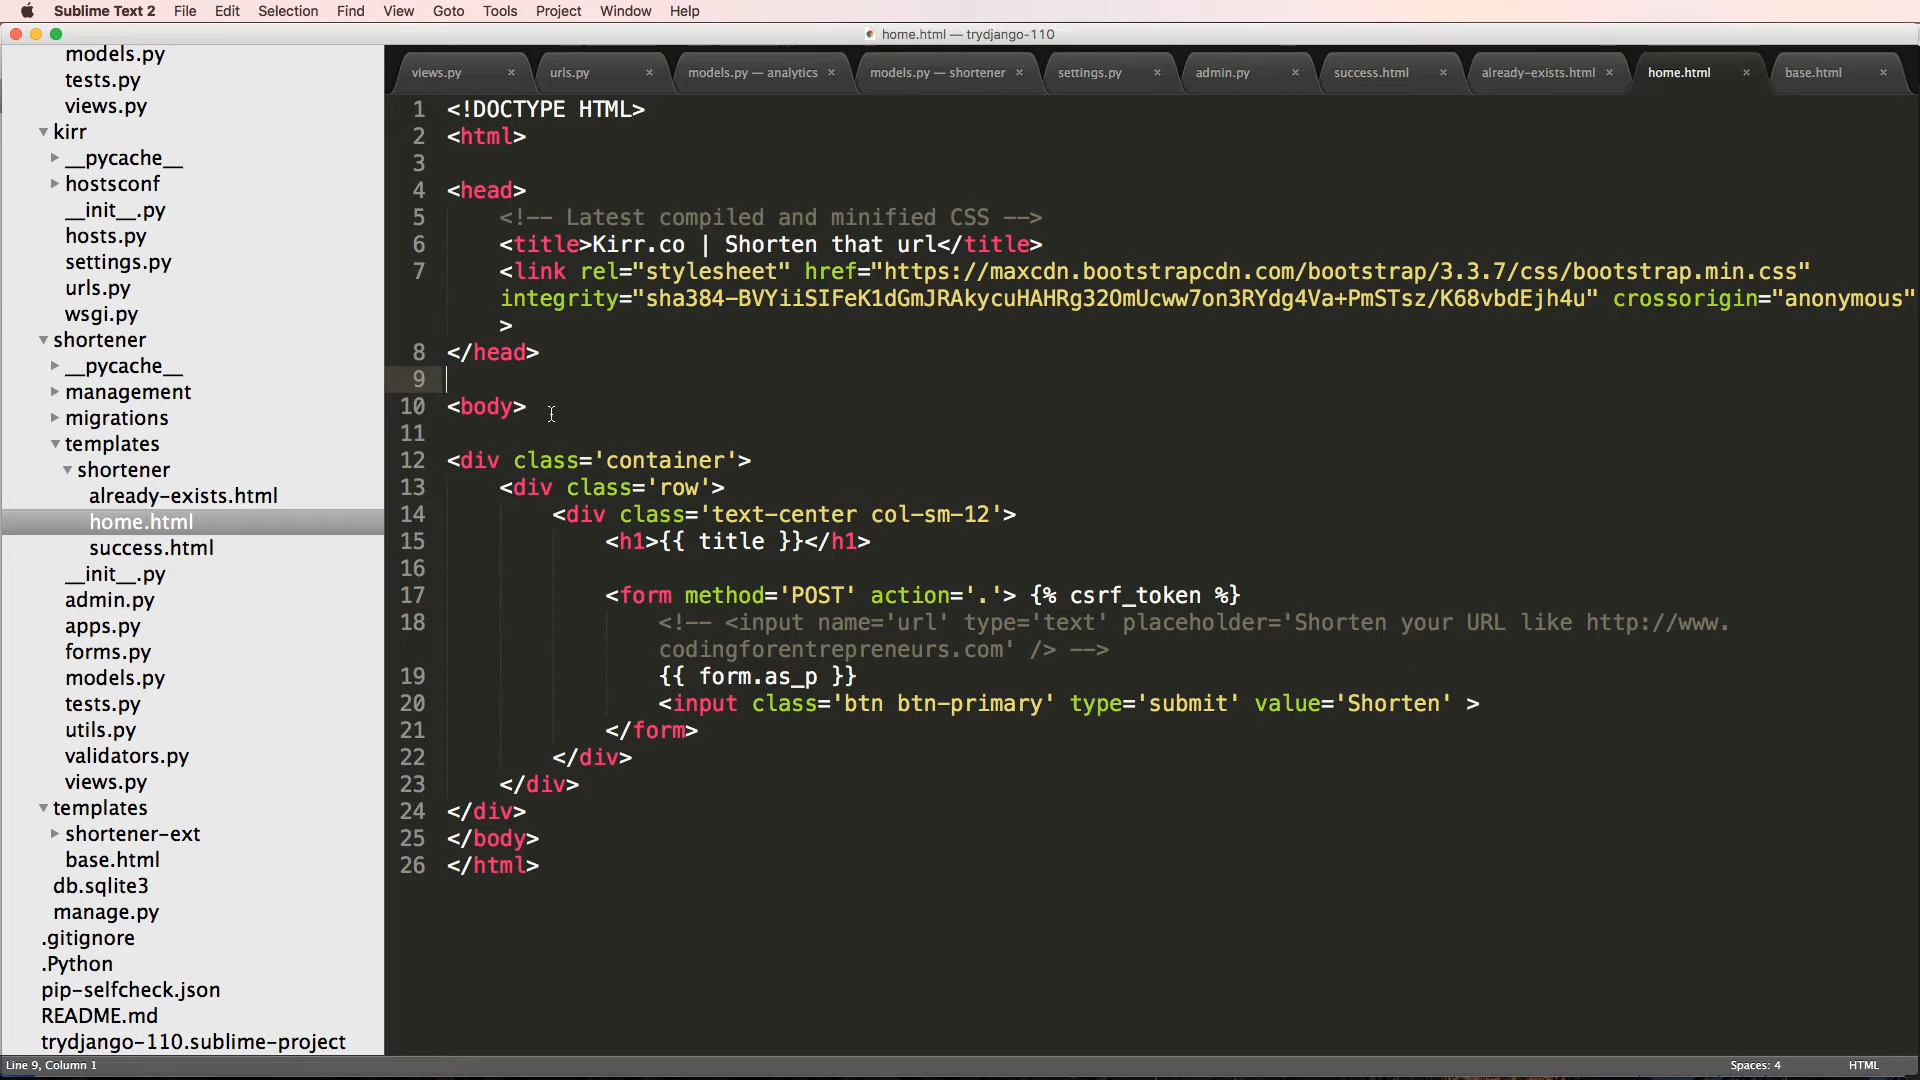 Sublime Text 2 File Edit Selection Find View Goto Tools Project Window Help
home.html — trydjango-110
models.py
tests.py
views.py
kirr
__pycache__
hostsconf
__init__.py
hosts.py
settings.py
urls.py
wsgi.py
shortener
__pycache__
management
migrations
templates
shortener
already-exists.html
home.html
success.html
__init__.py
admin.py
apps.py
forms.py
models.py
tests.py
utils.py
validators.py
views.py
templates
shortener-ext
base.html
db.sqlite3
manage.py
.gitignore
.Python
pip-selfcheck.json
README.md
trydjango-110.sublime-project
views.py × urls.py × models.py — analytics × models.py — shortener × settings.py × admin.py × success.html × already-exists.html × home.html × base.html ×
1 <!DOCTYPE HTML>
2 <html>
3
4 <head>
5 <!-- Latest compiled and minified CSS -->
6 <title>Kirr.co | Shorten that url</title>
7 <link rel="stylesheet" href="https://maxcdn.bootstrapcdn.com/bootstrap/3.3.7/css/bootstrap.min.css"
integrity="sha384-BVYiiSIFeK1dGmJRAkycuHAHRg32OmUcww7on3RYdg4Va+PmSTsz/K68vbdEjh4u" crossorigin="anonymous"
>
8 </head>
9
10 <body>
11
12 <div class='container'>
13 <div class='row'>
14 <div class='text-center col-sm-12'>
15 <h1>{{ title }}</h1>
16
17 <form method='POST' action='.'> {% csrf_token %}
18 <!-- <input name='url' type='text' placeholder='Shorten your URL like http://www.
codingforentrepreneurs.com' /> -->
19 {{ form.as_p }}
20 <input class='btn btn-primary' type='submit' value='Shorten' >
21 </form>
22 </div>
23 </div>
24 </div>
25 </body>
26 </html>
Line 9, Column 1
Spaces: 4
HTML